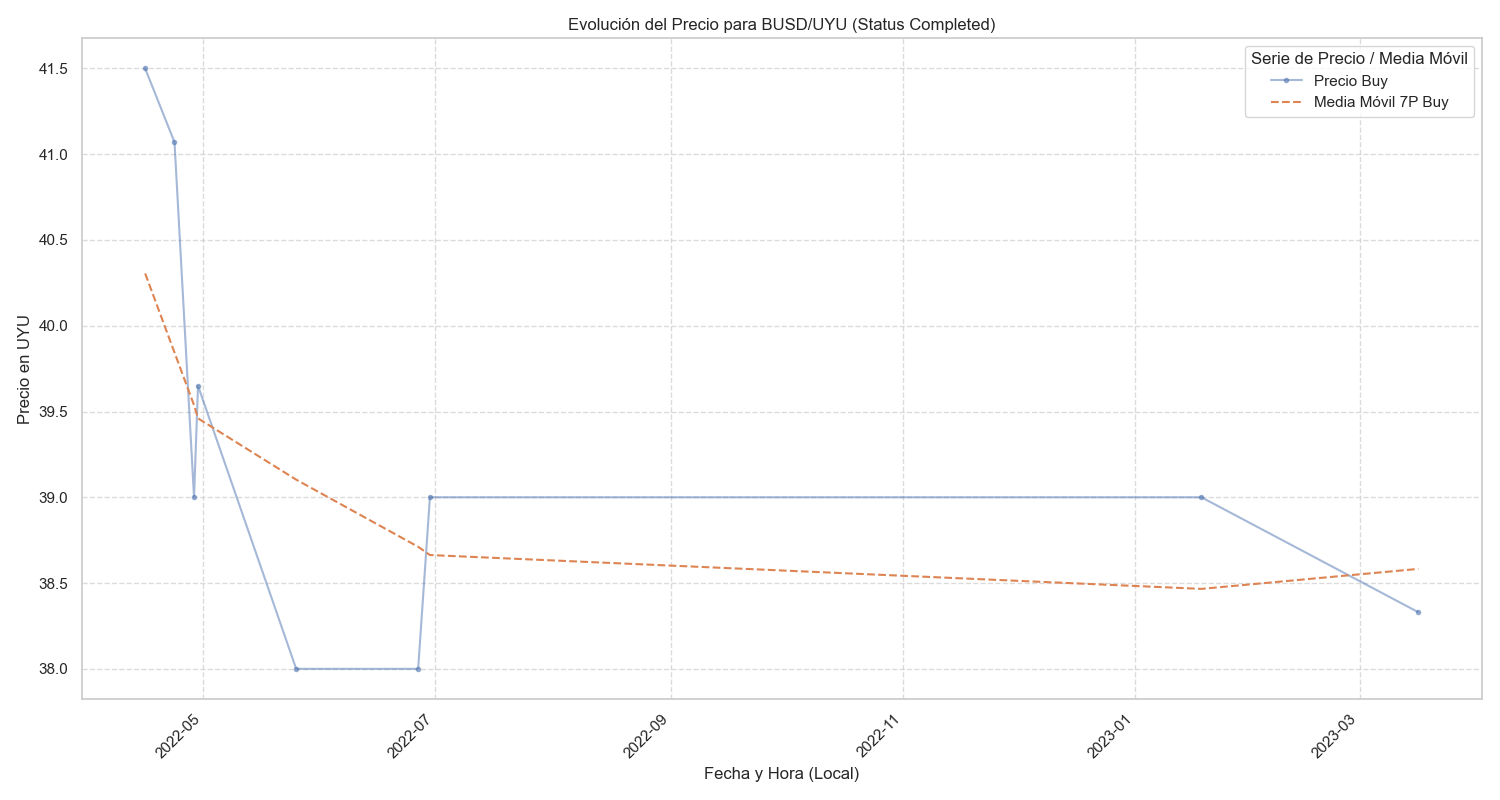 Evolución del Precio para BUSD/UYU (Status Completed)
Serie de Precio / Media Móvil
Precio Buy
Media Móvil 7P Buy
Precio en UYU
41.5
41.0
40.5
40.0
39.5
39.0
38.5
38.0
2022-05
2022-07
2022-09
2022-11
2023-01
2023-03
Fecha y Hora (Local)